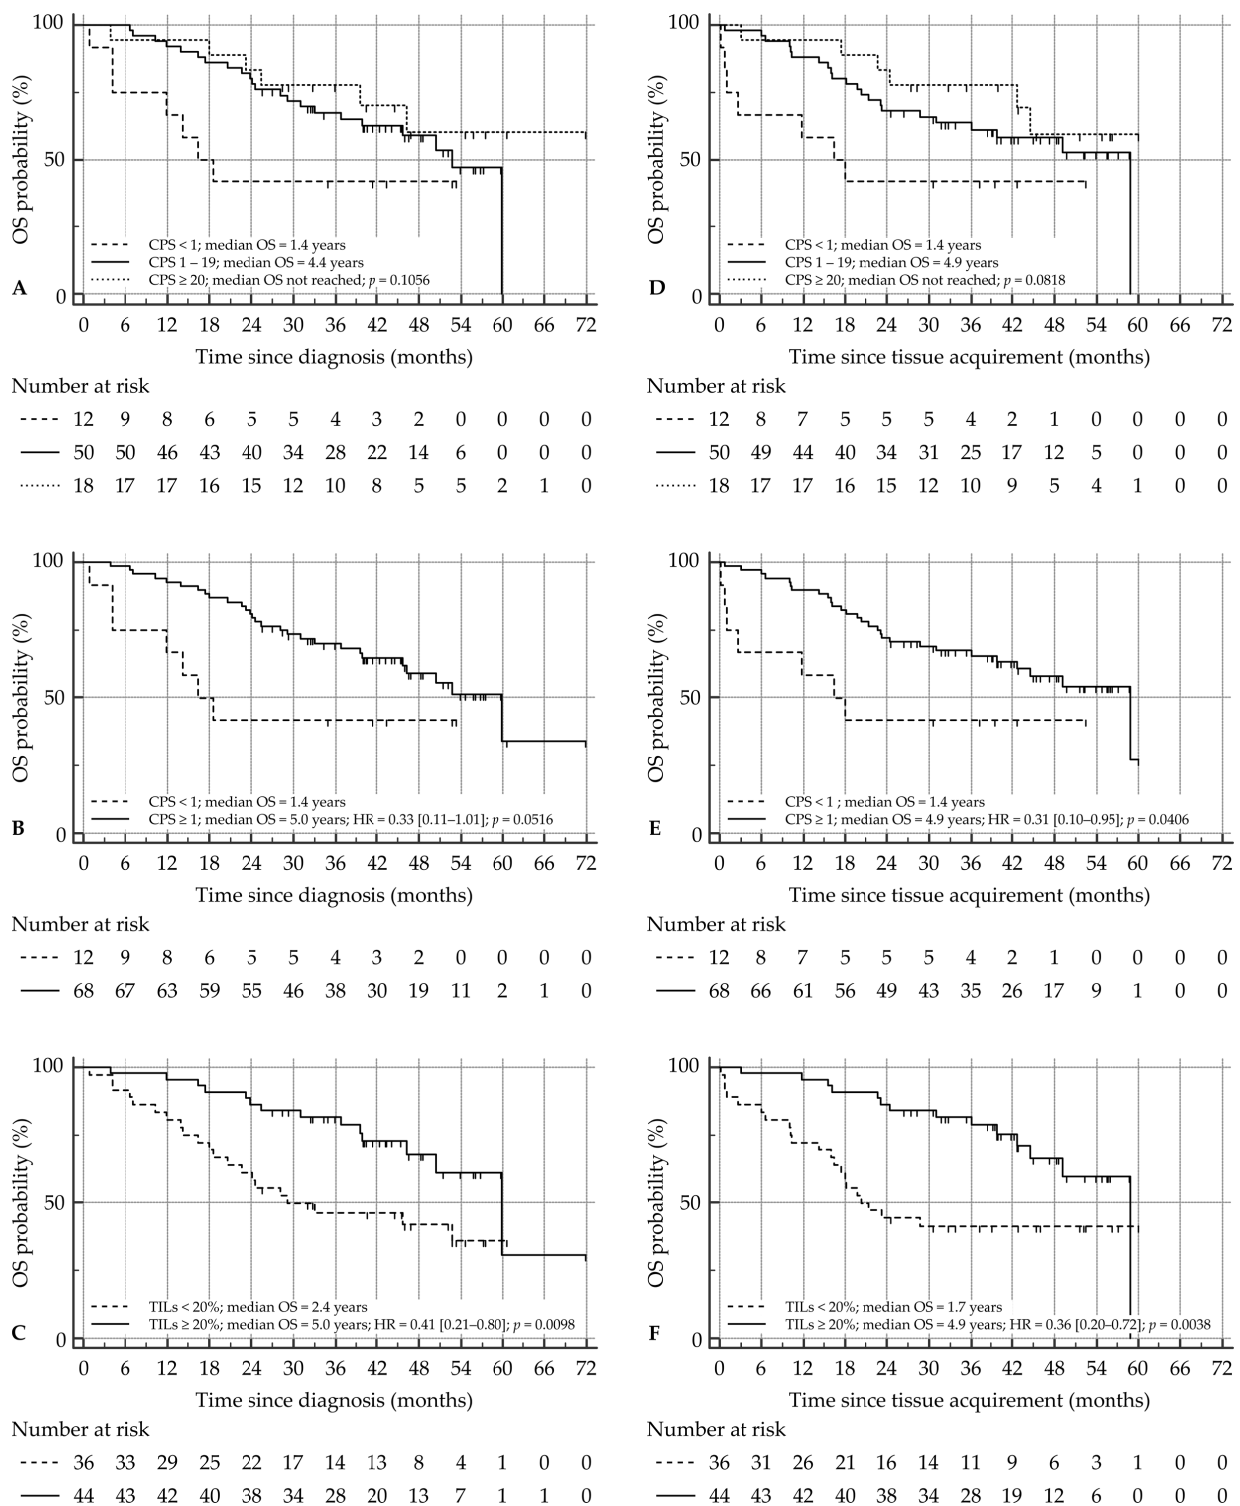 100
50
0
OS probability (%)
CPS < 1; median OS = 1.4 years
CPS 1 – 19; median OS = 4.4 years
CPS ≥ 20; median OS not reached; p = 0.1056
A
0 6 12 18 24 30 36 42 48 54 60 66 72
Time since diagnosis (months)
Number at risk
12 9 8 6 5 5 4 3 2 0 0 0 0
50 50 46 43 40 34 28 22 14 6 0 0 0
18 17 17 16 15 12 10 8 5 5 2 1 0
100
50
0
OS probability (%)
CPS < 1; median OS = 1.4 years
CPS 1 – 19; median OS = 4.9 years
CPS ≥ 20; median OS not reached; p = 0.0818
D
0 6 12 18 24 30 36 42 48 54 60 66 72
Time since tissue acquirement (months)
Number at risk
12 8 7 5 5 5 4 2 1 0 0 0 0
50 49 44 40 34 31 25 17 12 5 0 0 0
18 17 17 16 15 12 10 9 5 4 1 0 0
100
50
0
OS probability (%)
CPS < 1; median OS = 1.4 years
CPS ≥ 1; median OS = 5.0 years; HR = 0.33 [0.11–1.01]; p = 0.0516
B
0 6 12 18 24 30 36 42 48 54 60 66 72
Time since diagnosis (months)
Number at risk
12 9 8 6 5 5 4 3 2 0 0 0 0
68 67 63 59 55 46 38 30 19 11 2 1 0
100
50
0
OS probability (%)
CPS < 1 ; median OS = 1.4 years
CPS ≥ 1; median OS = 4.9 years; HR = 0.31 [0.10–0.95]; p = 0.0406
E
0 6 12 18 24 30 36 42 48 54 60 66 72
Time since tissue acquirement (months)
Number at risk
12 8 7 5 5 5 4 2 1 0 0 0 0
68 66 61 56 49 43 35 26 17 9 1 0 0
100
50
0
OS probability (%)
TILs < 20%; median OS = 2.4 years
TILs ≥ 20%; median OS = 5.0 years; HR = 0.41 [0.21–0.80]; p = 0.0098
C
0 6 12 18 24 30 36 42 48 54 60 66 72
Time since diagnosis (months)
Number at risk
36 33 29 25 22 17 14 13 8 4 1 0 0
44 43 42 40 38 34 28 20 13 7 1 1 0
100
50
0
OS probability (%)
TILs < 20%; median OS = 1.7 years
TILs ≥ 20%; median OS = 4.9 years; HR = 0.36 [0.20–0.72]; p = 0.0038
F
0 6 12 18 24 30 36 42 48 54 60 66 72
Time since tissue acquirement (months)
Number at risk
36 31 26 21 16 14 11 9 6 3 1 0 0
44 43 42 40 38 34 28 19 12 6 0 0 0